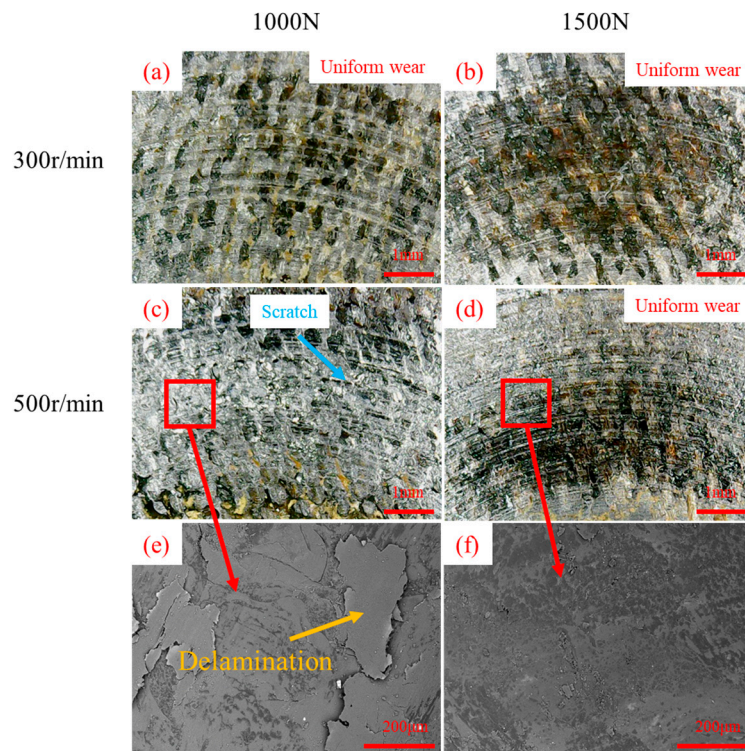 1000N
1500N
(a)
Uniform wear
(b)
Uniform wear
300r/min
1mm
1mm
(c)
Scratch
(d)
Uniform wear
500r/min
1mm
1mm
(e)
(f)
Delamination
200μm
200μm